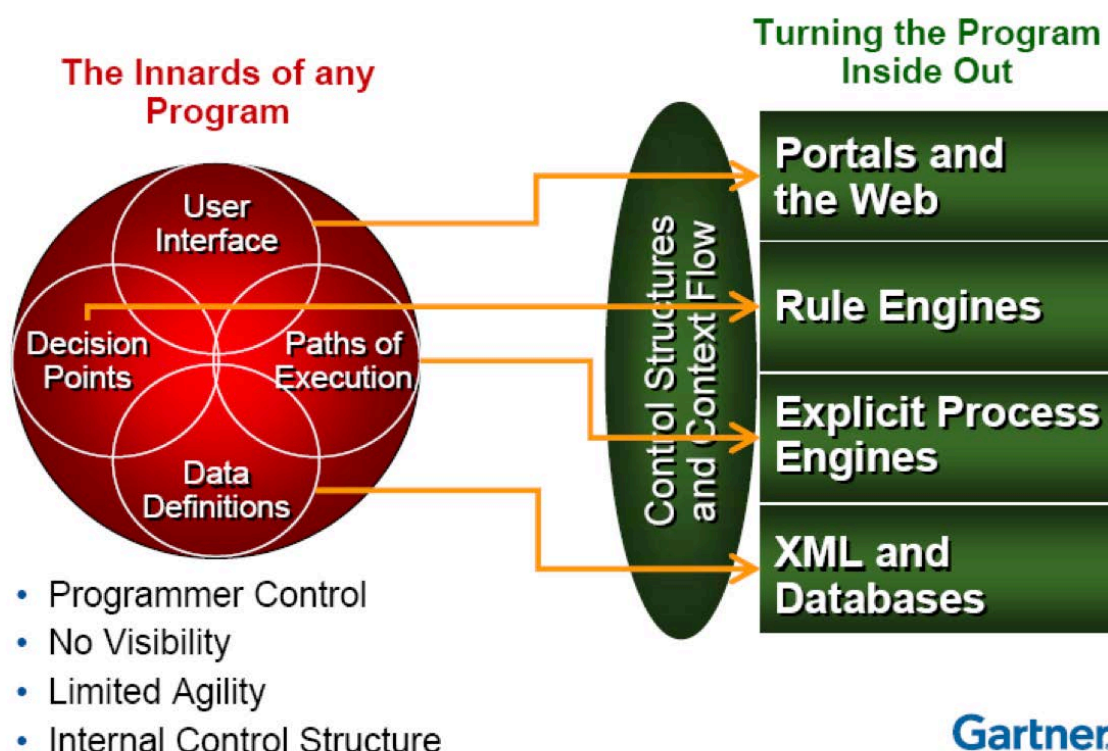 The Innards of any
Program
User
Interface
Decision
Points
Paths of
Execution
Data
Definitions
• Programmer Control
• No Visibility
• Limited Agility
• Internal Control Structure
Control Structures
and Context Flow
Turning the Program
Inside Out
Portals and
the Web
Rule Engines
Explicit Process
Engines
XML and
Databases
Gartner